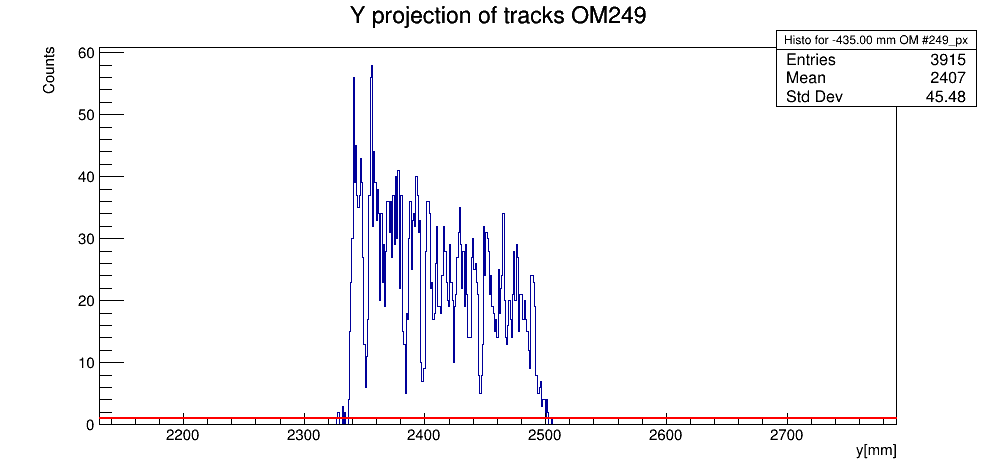 Y projection of tracks OM249
Histo for -435.00 mm OM #249_px
Entries 3915
Mean 2407
Std Dev 45.48
Counts
60
50
40
30
20
10
0
2200 2300 2400 2500 2600 2700
y[mm]